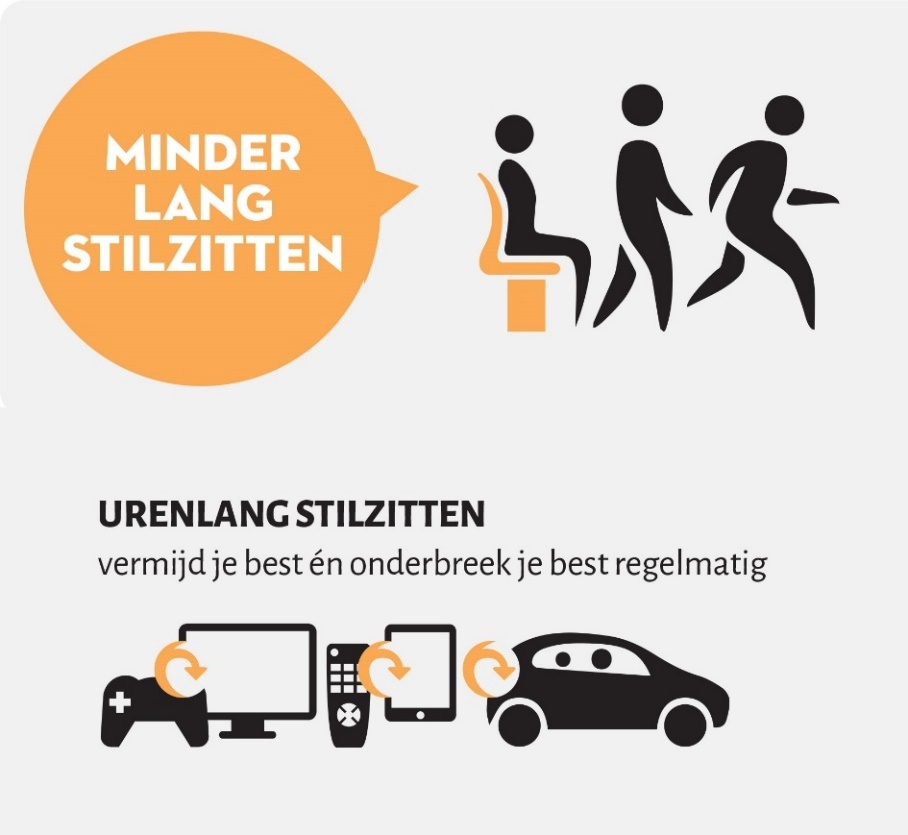 MINDER
LANG
STILZITTEN
URENLANG STILZITTEN
vermijd je best én onderbreek je best regelmatig